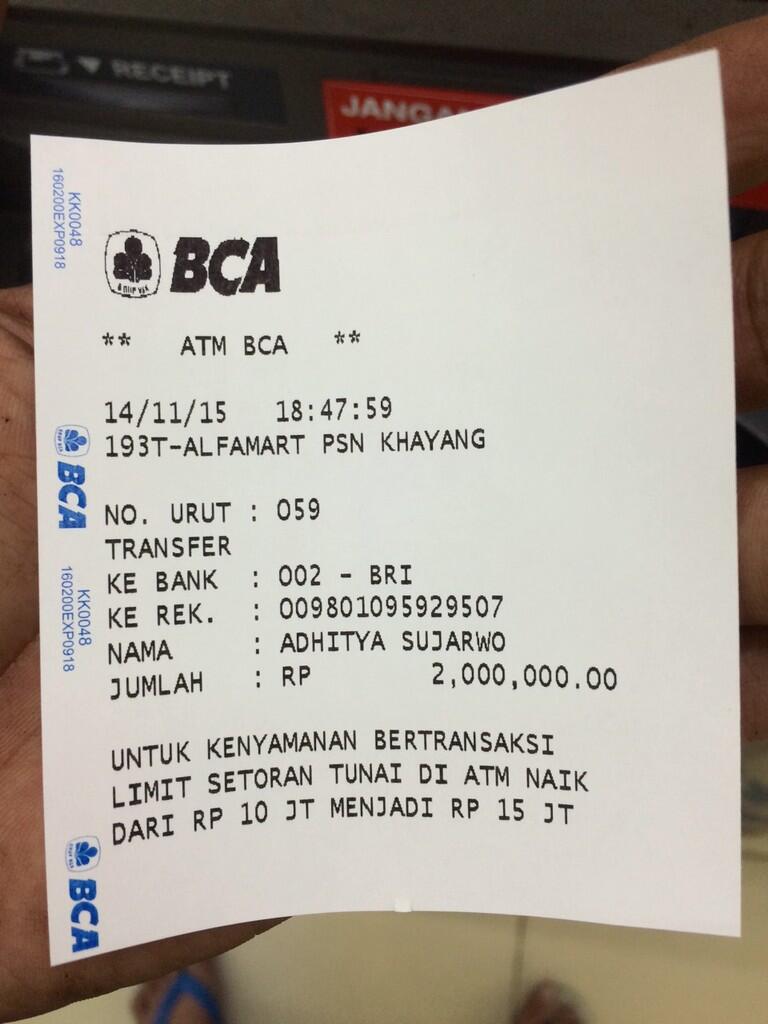 RECEIPT
KK0048
160200EXP0918
BCA
** ATM BCA **
14/11/15 18:47:59
193T-ALFAMART PSN KHAYANG
NO. URUT : 059
TRANSFER
KE BANK : 002 - BRI
KE REK. : 009801095929507
NAMA : ADHITYA SUJARWO
JUMLAH : RP 2,000,000.00
UNTUK KENYAMANAN BERTRANSAKSI
LIMIT SETORAN TUNAI DI ATM NAIK
DARI RP 10 JT MENJADI RP 15 JT
BCA
KK0048
160200EXP0918
BCA